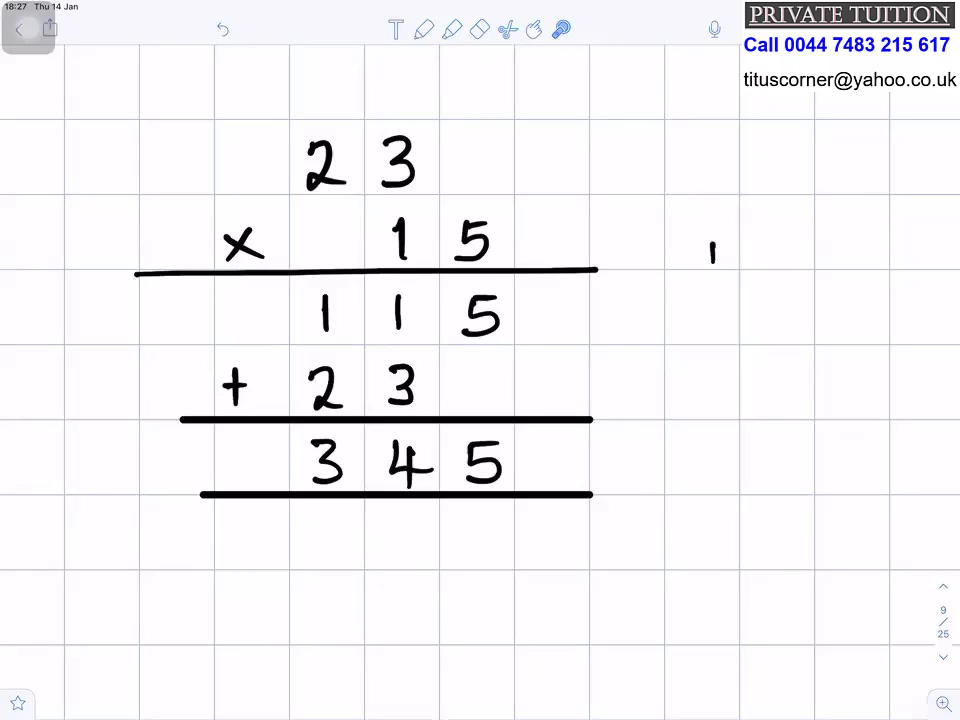 18:27 Thu 14 Jan
PRIVATE TUITION
Call 0044 7483 215 617
tituscorner@yahoo.co.uk
T
2 3
x 1 5
1
1 1 5
+ 2 3
3 4 5
9
/
25